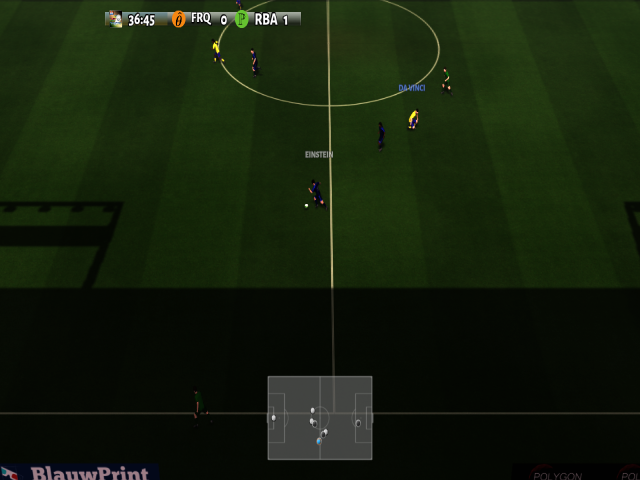 36:45 θ FRQ 0 P RBA 1
DA VINCI
EINSTEIN
BlauwPrint
POLYGON